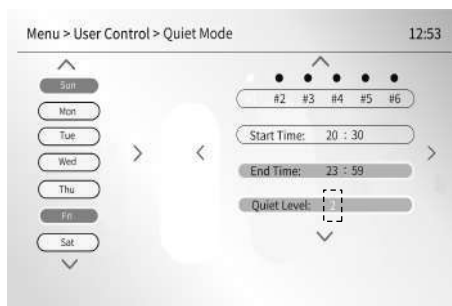 Menu > User Control > Quiet Mode 12:53
Sun
Mon
Tue
Wed
Thu
Fri
Sat
#2 #3 #4 #5 #6
Start Time: 20 : 30
End Time: 23 : 59
Quiet Level: